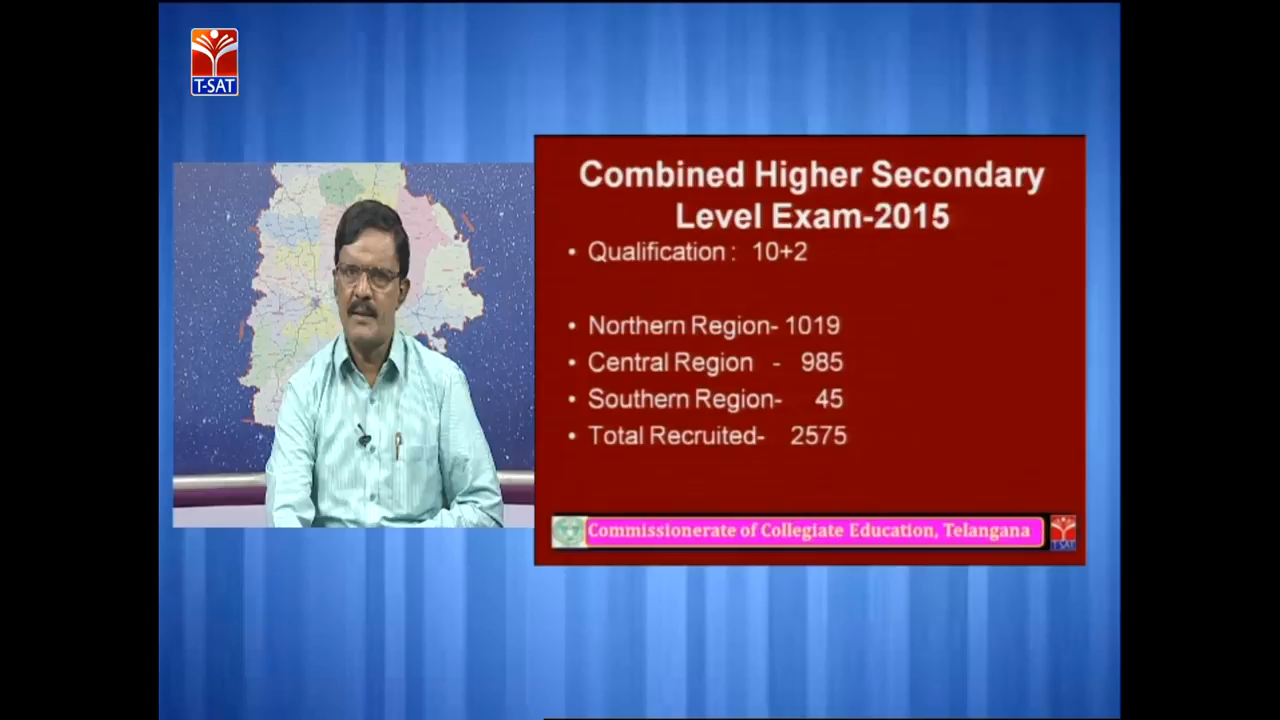 T-SAT
Combined Higher Secondary
Level Exam-2015
• Qualification : 10+2
• Northern Region- 1019
• Central Region - 985
• Southern Region- 45
• Total Recruited- 2575
Commissionerate of Collegiate Education, Telangana
T-SAT